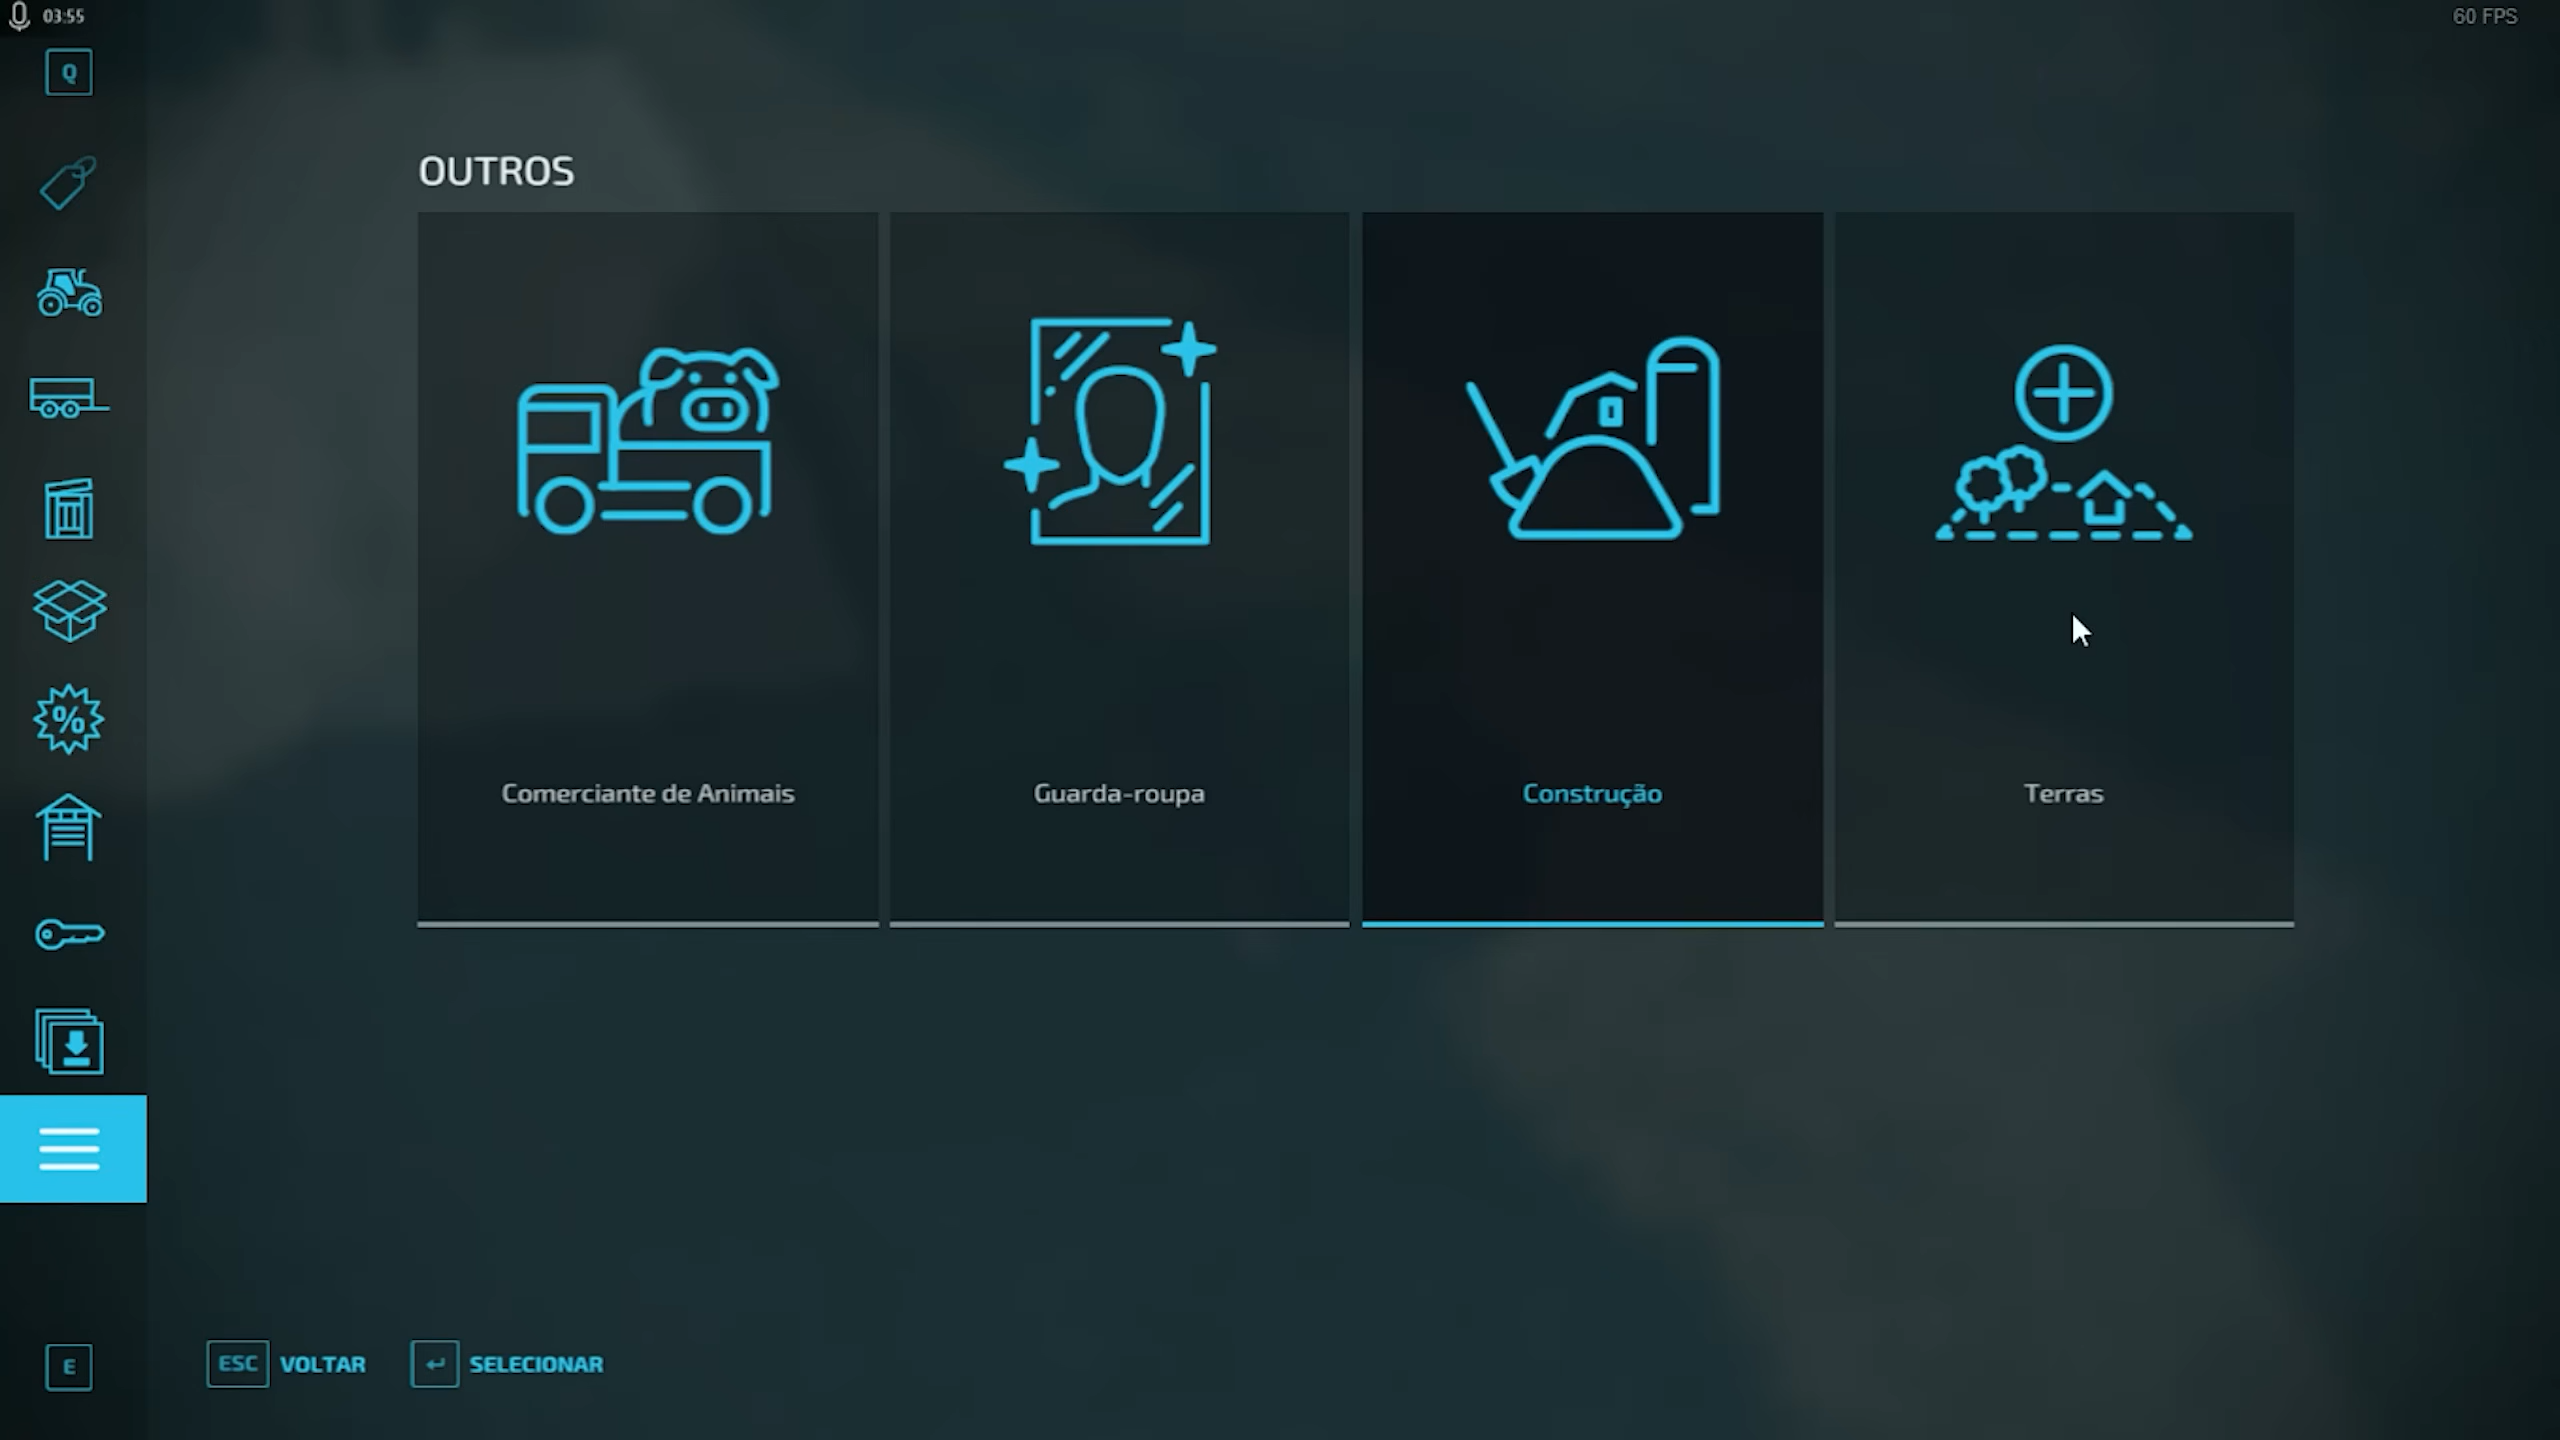 03:55
60 FPS
Q
OUTROS
%
Comerciante de Animais
Guarda-roupa
Construção
Terras
E
ESC VOLTAR
SELECIONAR